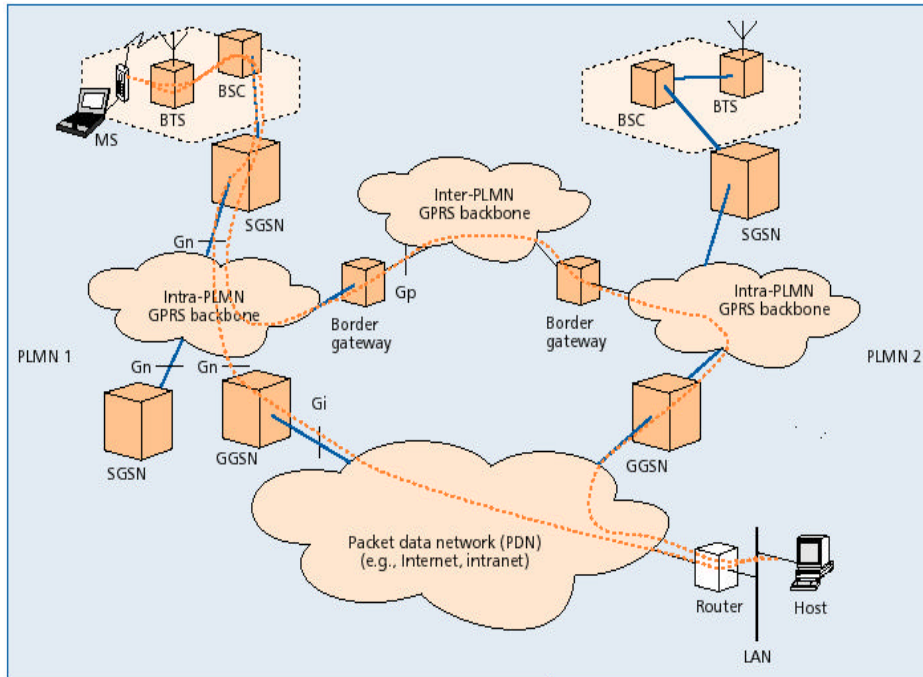 BSC
BTS
MS
BSC
BTS
SGSN
SGSN
Inter-PLMN
GPRS backbone
Gn
Gp
Intra-PLMN
GPRS backbone
Intra-PLMN
GPRS backbone
Border
gateway
Border
gateway
PLMN 1
PLMN 2
Gn
Gn
SGSN
GGSN
Gi
GGSN
Packet data network (PDN)
(e.g., Internet, intranet)
Router
Host
LAN